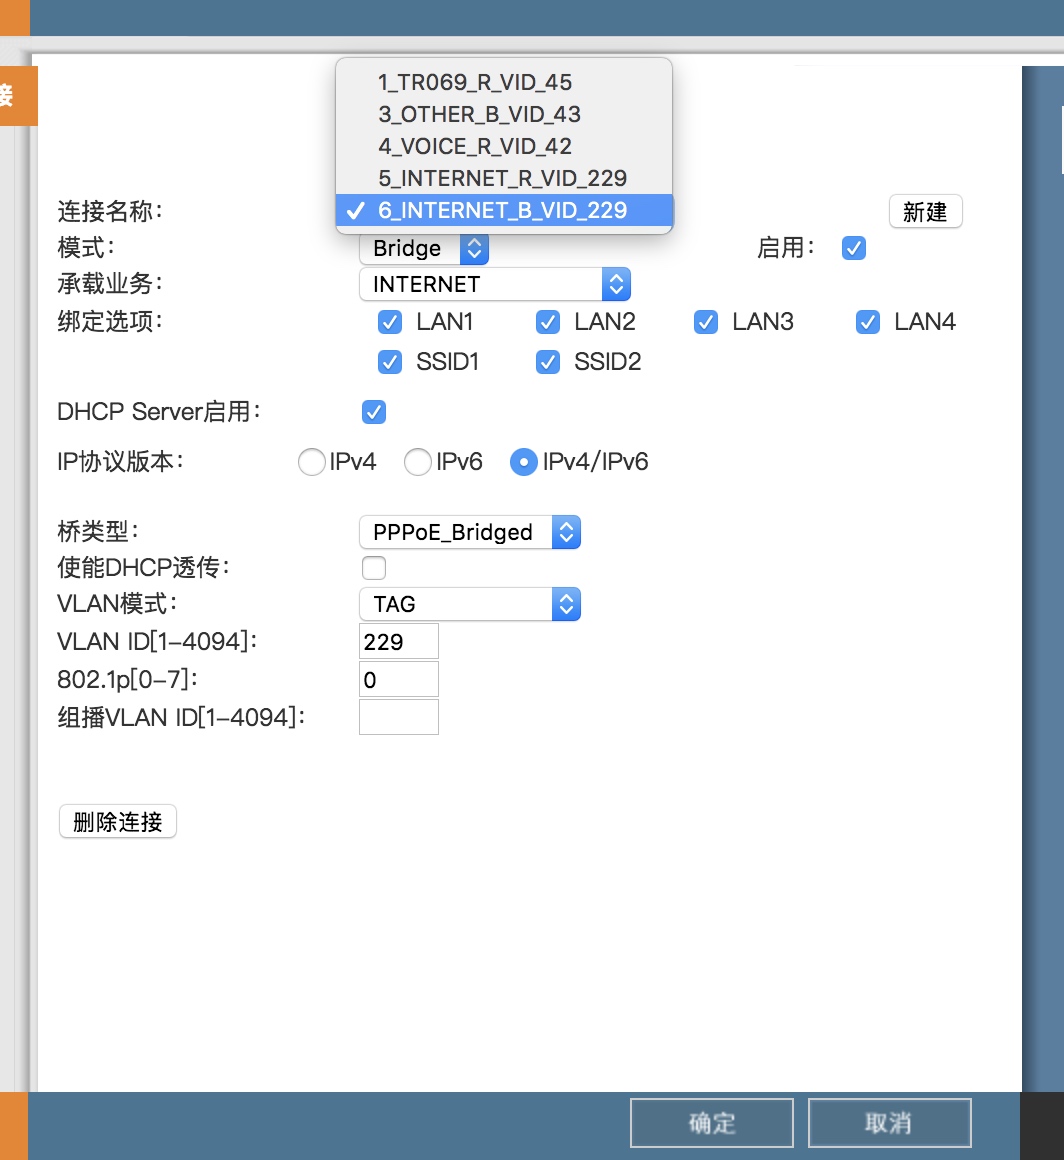 接
1_TR069_R_VID_45
3_OTHER_B_VID_43
4_VOICE_R_VID_42
5_INTERNET_R_VID_229
连接名称： 6_INTERNET_B_VID_229 新建
模式： Bridge 启用：
承载业务： INTERNET
绑定选项： LAN1 LAN2 LAN3 LAN4
SSID1 SSID2
DHCP Server启用：
IP协议版本： IPv4 IPv6 IPv4/IPv6
桥类型： PPPoE_Bridged
使能DHCP透传：
VLAN模式： TAG
VLAN ID[1-4094]: 229
802.1p[0-7]: 0
组播VLAN ID[1-4094]:
删除连接
确定 取消